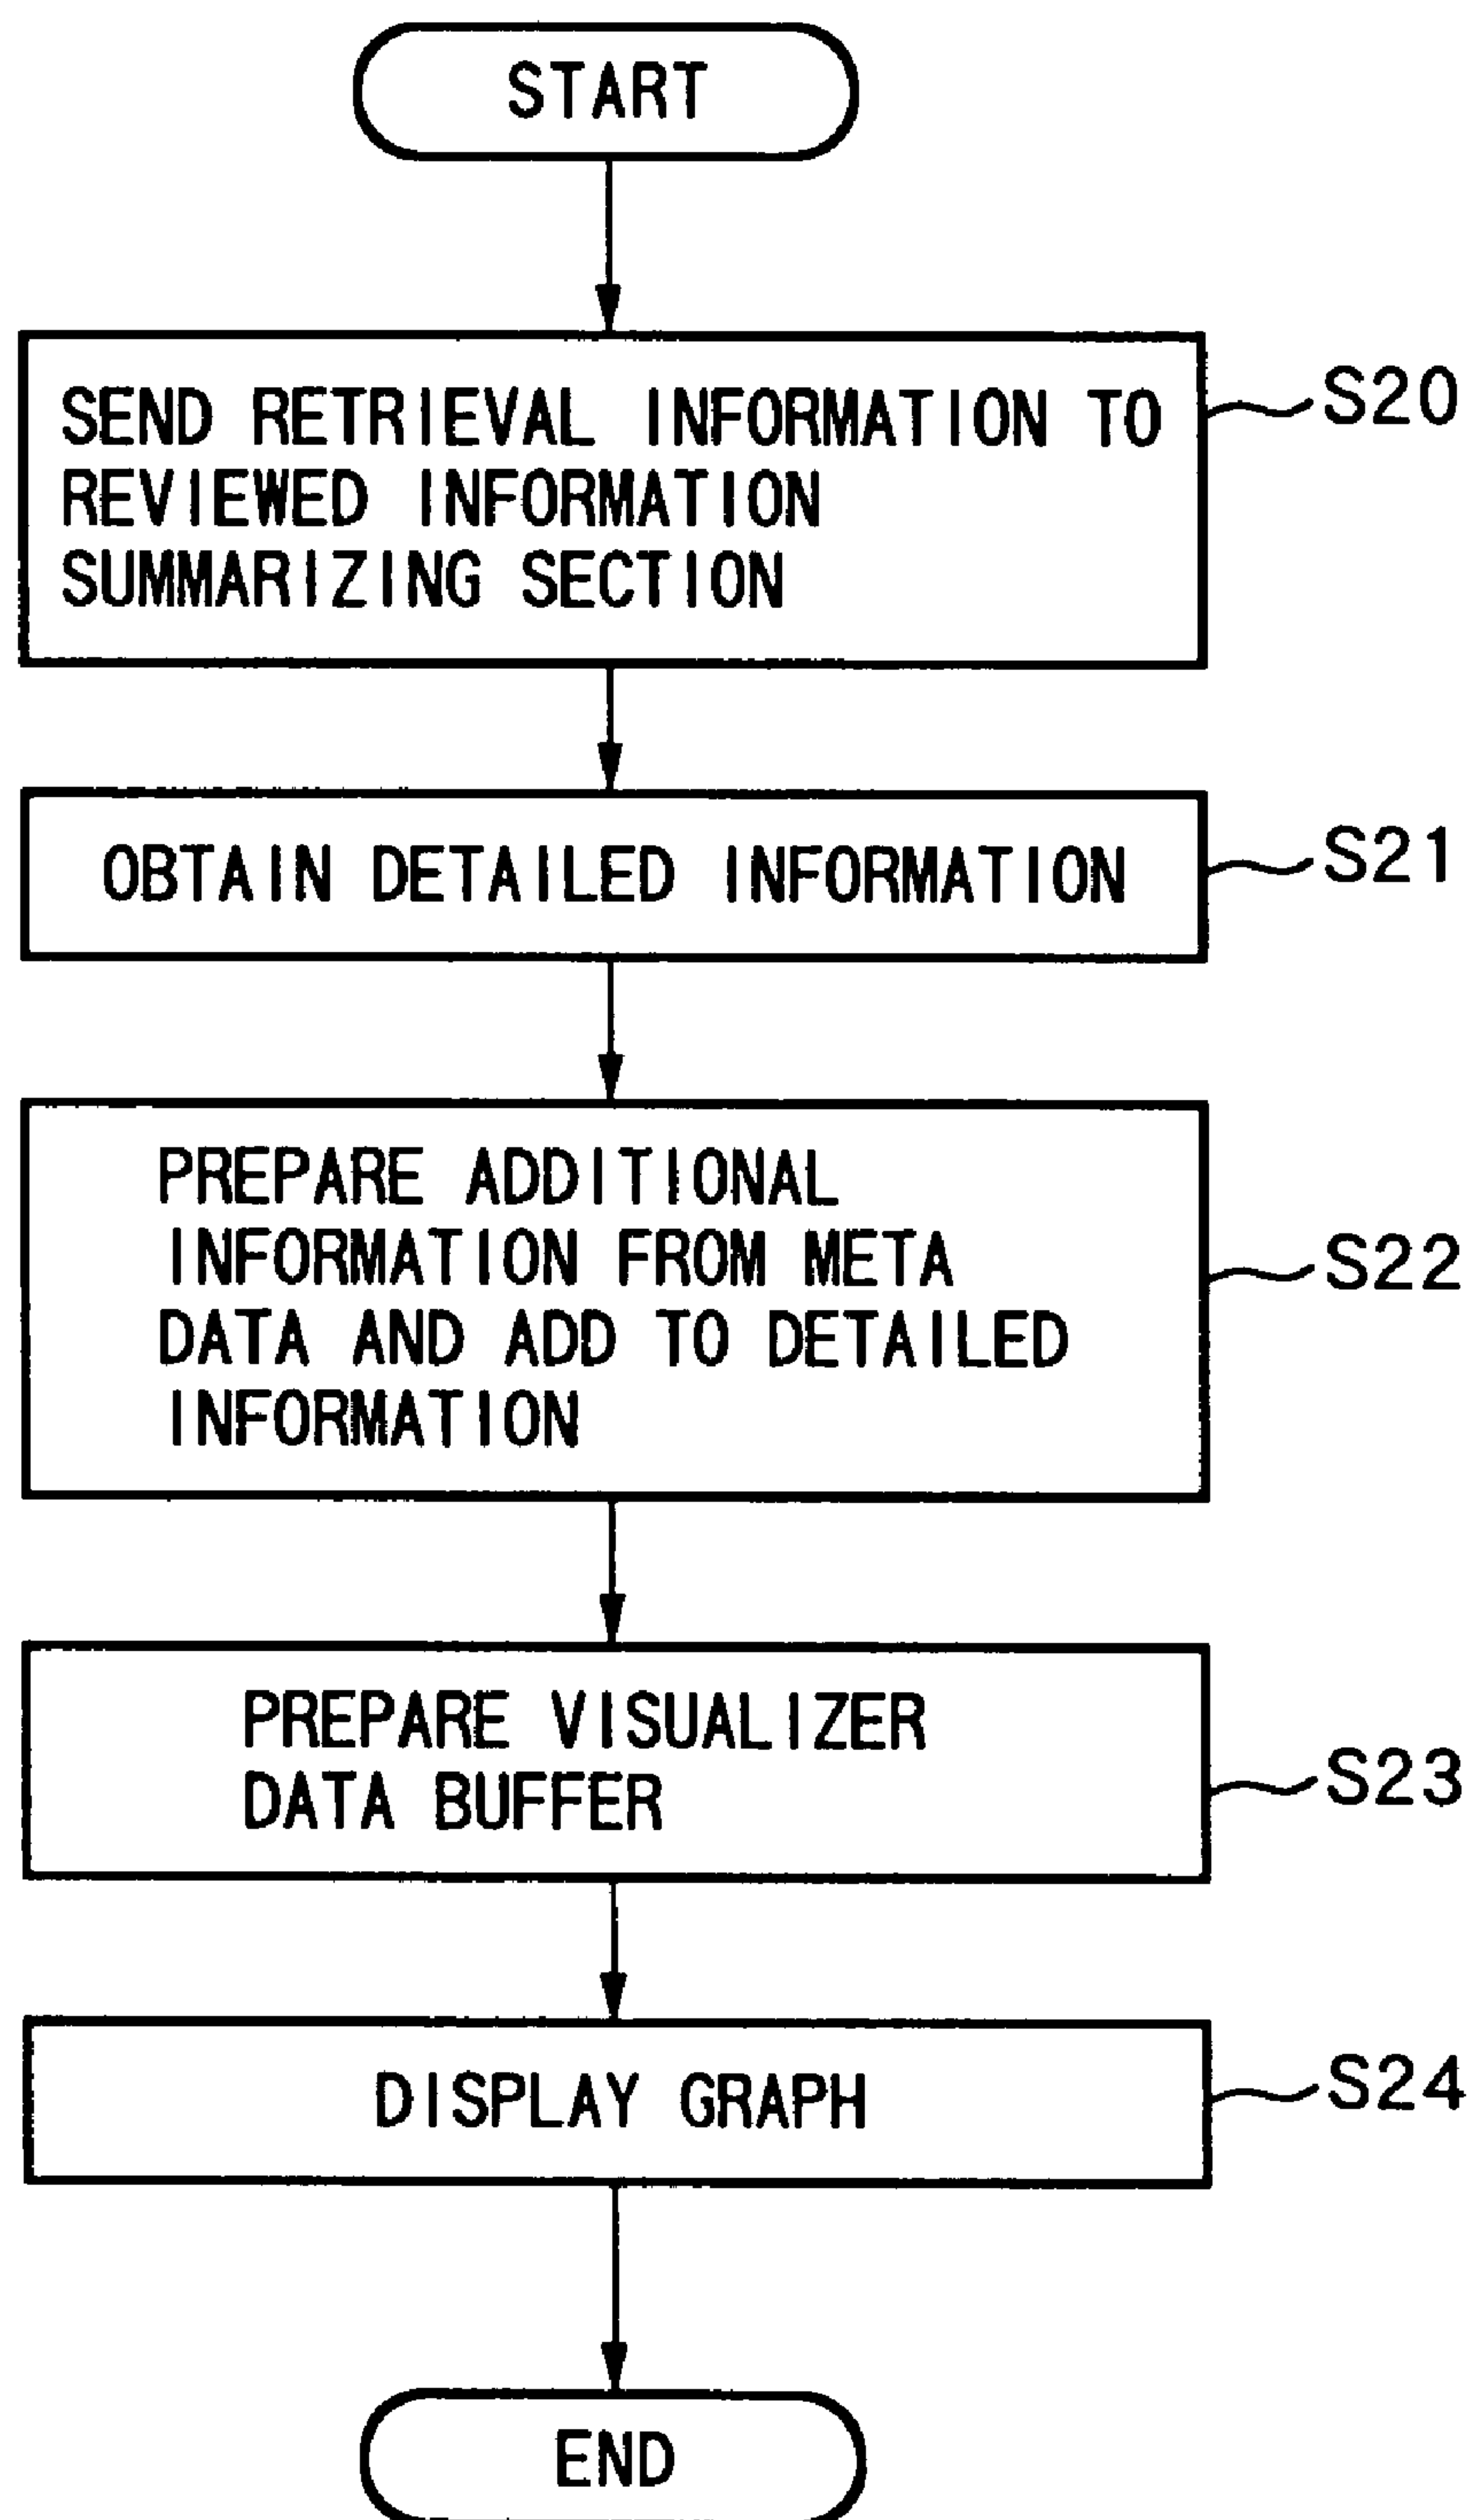 START
SEND RETRIEVAL INFORMATION TO
REVIEWED INFORMATION
SUMMARIZING SECTION
S20
OBTAIN DETAILED INFORMATION
S21
PREPARE ADDITIONAL
INFORMATION FROM META
DATA AND ADD TO DETAILED
INFORMATION
S22
PREPARE VISUALIZER
DATA BUFFER
S23
DISPLAY GRAPH
S24
END